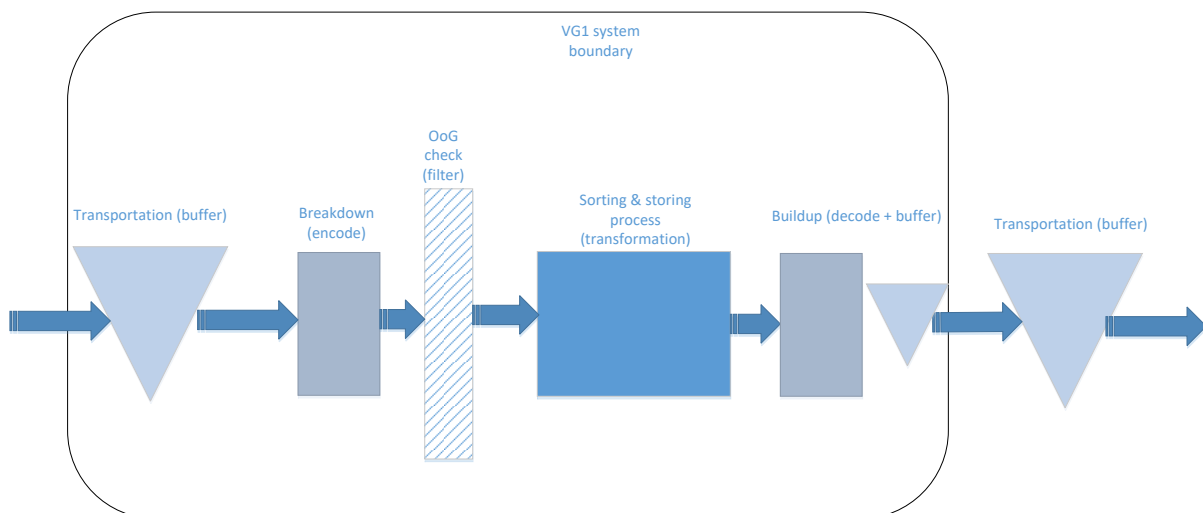 VG1 system
boundary
OoG
check
(filter)
Transportation (buffer)
Breakdown
(encode)
Sorting & storing
process
(transformation)
Buildup (decode + buffer)
Transportation (buffer)